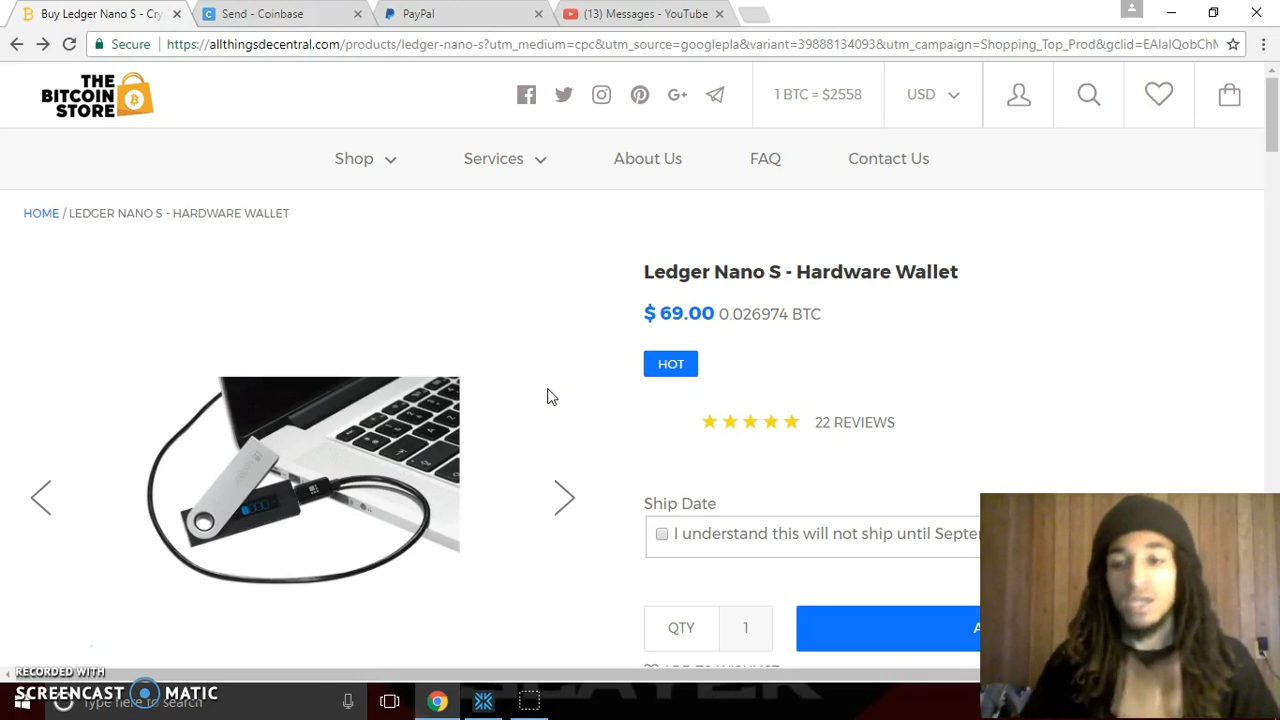 Buy Ledger Nano S - Cry
Send - Coinbase
PayPal
(13) Messages - YouTube
Secure
https://allthingsdecentral.com/products/ledger-nano-s?utm_medium=cpc&utm_source=googlepla&variant=39888134093&utm_campaign=Shopping_Top_Prod&gclid=EAIaIQobChM
THE
BITCOIN
STORE
1 BTC = $2558
USD
Shop
Services
About Us
FAQ
Contact Us
HOME / LEDGER NANO S - HARDWARE WALLET
Ledger Nano S - Hardware Wallet
$ 69.00 0.026974 BTC
HOT
22 REVIEWS
Ship Date
I understand this will not ship until Septe
QTY 1
RECORDED WITH
SCREENCAST MATIC
Type here to search